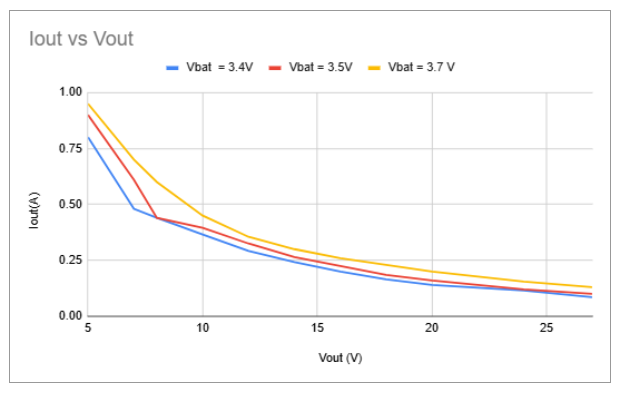 Iout vs Vout
Vbat = 3.4V Vbat = 3.5V Vbat = 3.7 V
1.00
0.75
0.50
0.25
0.00
Iout(A)
5 10 15 20 25
Vout (V)